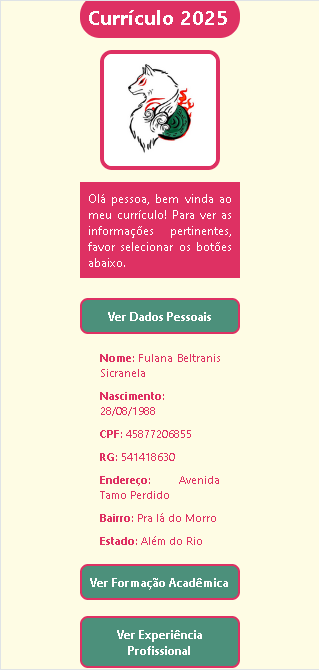 Currículo 2025
Olá pessoa, bem vinda ao
meu currículo! Para ver as
informações pertinentes,
favor selecionar os botões
abaixo.
Ver Dados Pessoais
Nome: Fulana Beltranis
Sicranela
Nascimento:
28/08/1988
CPF: 45877206855
RG: 541418630
Endereço: Avenida
Tamo Perdido
Bairro: Pra lá do Morro
Estado: Além do Rio
Ver Formação Acadêmica
Ver Experiência
Profissional